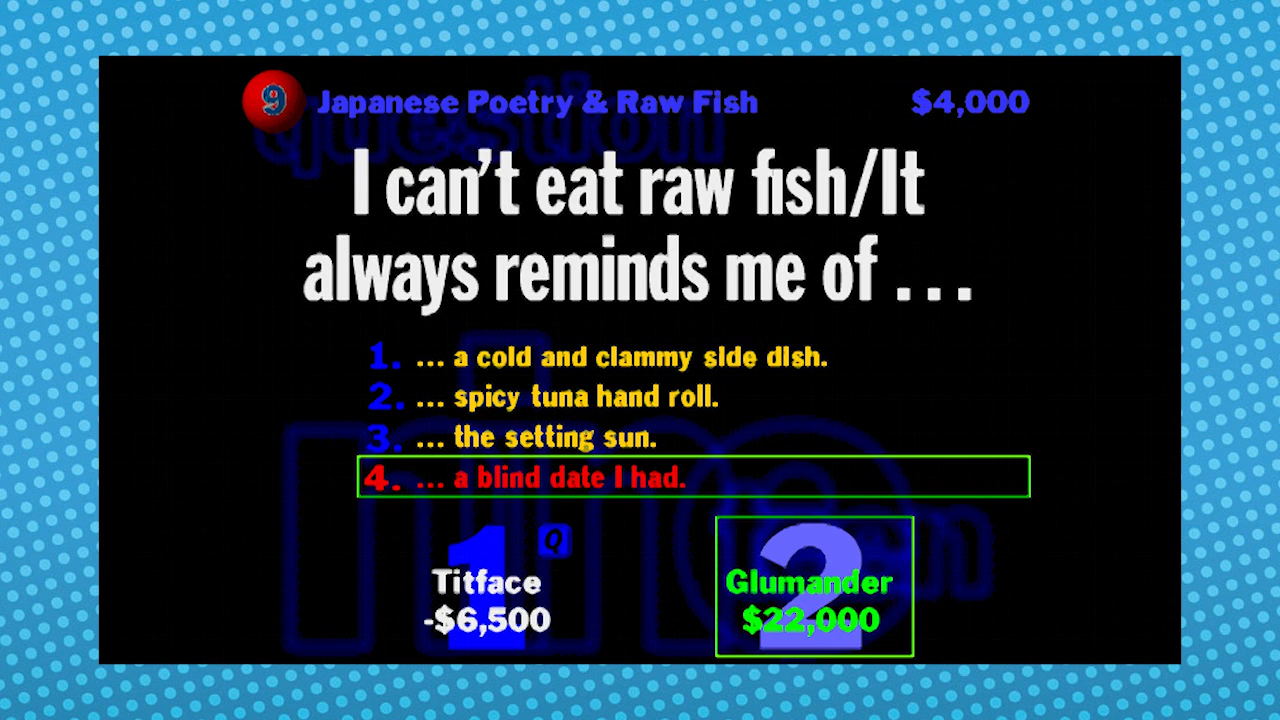 9 Japanese Poetry & Raw Fish $4,000
question
I can't eat raw fish/It
always reminds me of . . .
1. ... a cold and clammy side dish.
2. ... spicy tuna hand roll.
3. ... the setting sun.
4. ... a blind date I had.
1 Q 2
Titface Glumander
-$6,500 $22,000